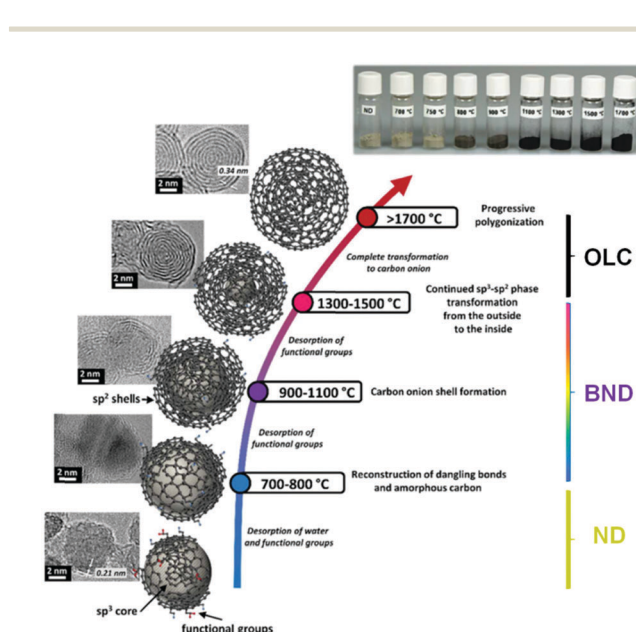 ND
700 °C
750 °C
800 °C
900 °C
1100 °C
1300 °C
1500 °C
1700 °C
0.34 nm
2 nm
>1700 °C
Progressive
polygonization
Complete transformation
to carbon onion
OLC
2 nm
1300-1500 °C
Continued sp³-sp² phase
transformation
from the outside
to the inside
Desorption of
functional groups
2 nm
sp² shells
900-1100 °C
Carbon onion shell formation
BND
Desorption of
functional groups
2 nm
700-800 °C
Reconstruction of dangling bonds
and amorphous carbon
Desorption of water
and functional groups
ND
2 nm
0.21 nm
sp³ core
functional groups